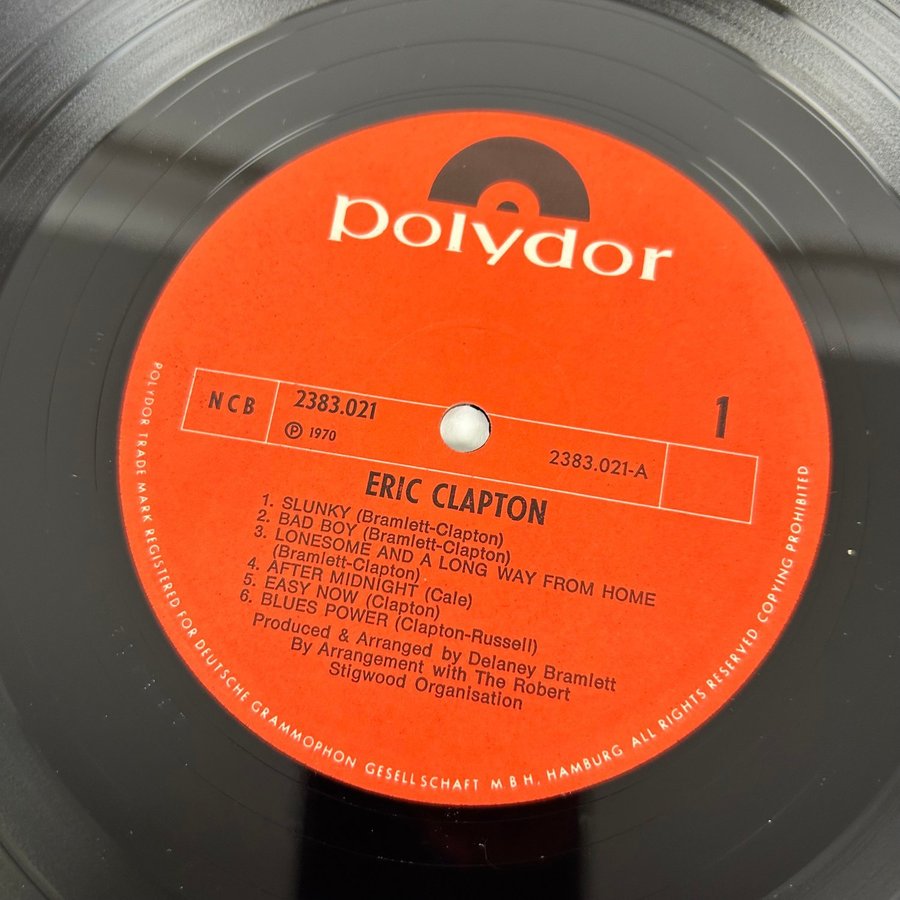 polydor
1
NCB
2383.021
Ⓟ 1970
2383.021-A
ERIC CLAPTON
1. SLUNKY (Bramlett-Clapton)
2. BAD BOY (Bramlett-Clapton)
3. LONESOME AND A LONG WAY FROM HOME
(Bramlett-Clapton)
4. AFTER MIDNIGHT (Cale)
5. EASY NOW (Clapton)
6. BLUES POWER (Clapton-Russell)
Produced & Arranged by Delaney Bramlett
By Arrangement with The Robert
Stigwood Organisation
POLYDOR TRADE MARK REGISTERED FOR DEUTSCHE GRAMMOPHON GESELLSCHAFT MBH. HAMBURG ALL RIGHTS RESERVED COPYING PROHIBITED